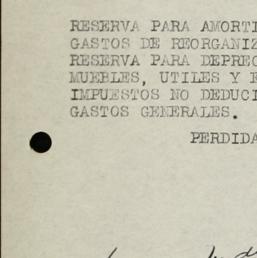 RESERVA PARA AMORTI
GASTOS DE REORGANIZ
RESERVA PARA DEPREC
MUEBLES, UTILES Y E
IMPUESTOS NO DEDUCI
GASTOS GENERALES.
PERDIDA